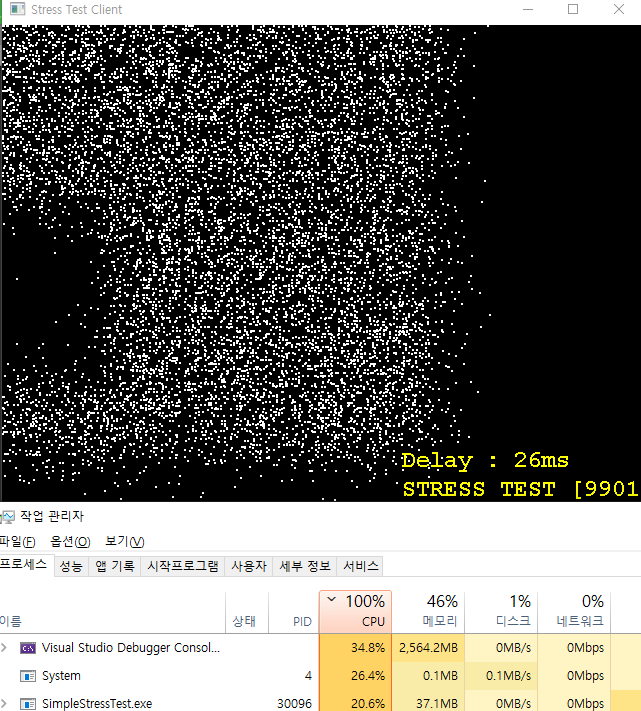 Stress Test Client
Delay : 26ms
STRESS TEST [9901
작업 관리자
파일(F) 옵션(O) 보기(V)
프로세스 성능 앱 기록 시작프로그램 사용자 세부 정보 서비스
100% 46% 1% 0%
이름 상태 PID CPU 메모리 디스크 네트워크
Visual Studio Debugger Consol... 34.8% 2,564.2MB 0MB/s 0Mbps
System 4 26.4% 0.1MB 0.1MB/s 0Mbps
SimpleStressTest.exe 30096 20.6% 37.1MB 0MB/s 0Mbps